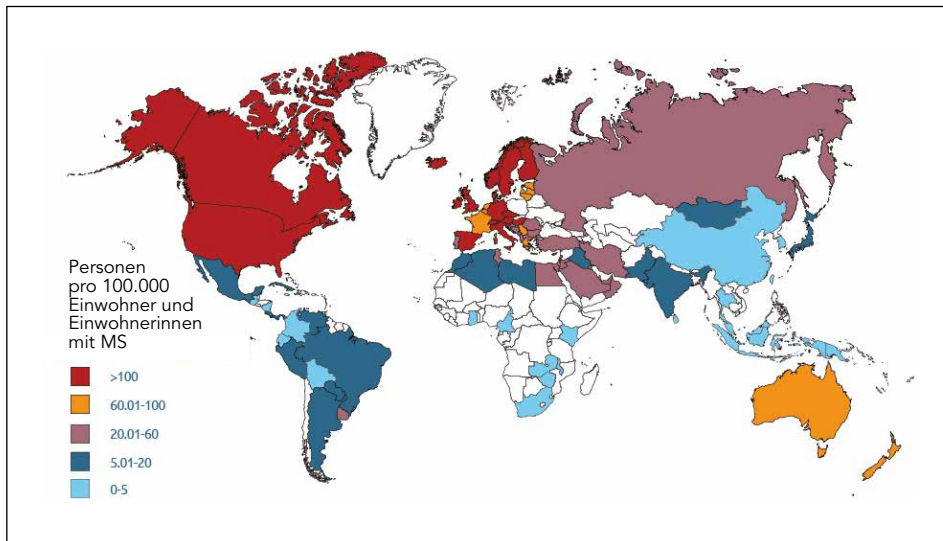 Personen
pro 100.000
Einwohner und
Einwohnerinnen
mit MS
>100
60.01-100
20.01-60
5.01-20
0-5